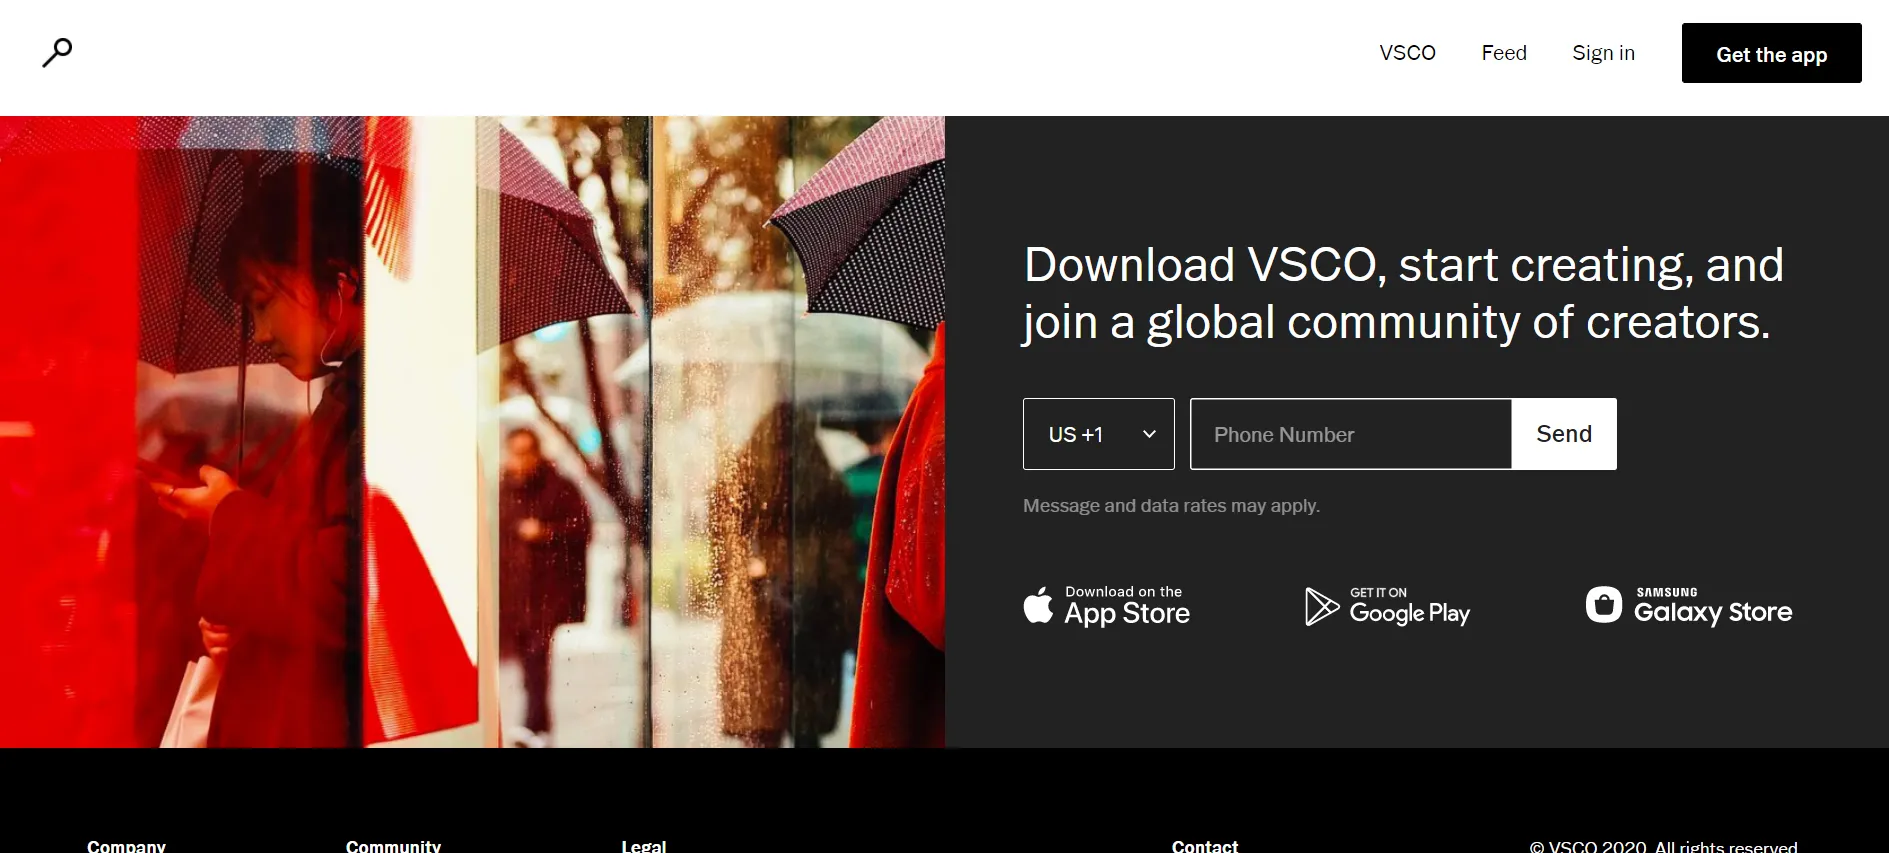 VSCO
Feed
Sign in
Get the app
Download VSCO, start creating, and
join a global community of creators.
US +1
Phone Number
Send
Message and data rates may apply.
Download on the
App Store
GET IT ON
Google Play
SAMSUNG
Galaxy Store
Company
Community
Legal
Contact
© VSCO 2020. All rights reserved.